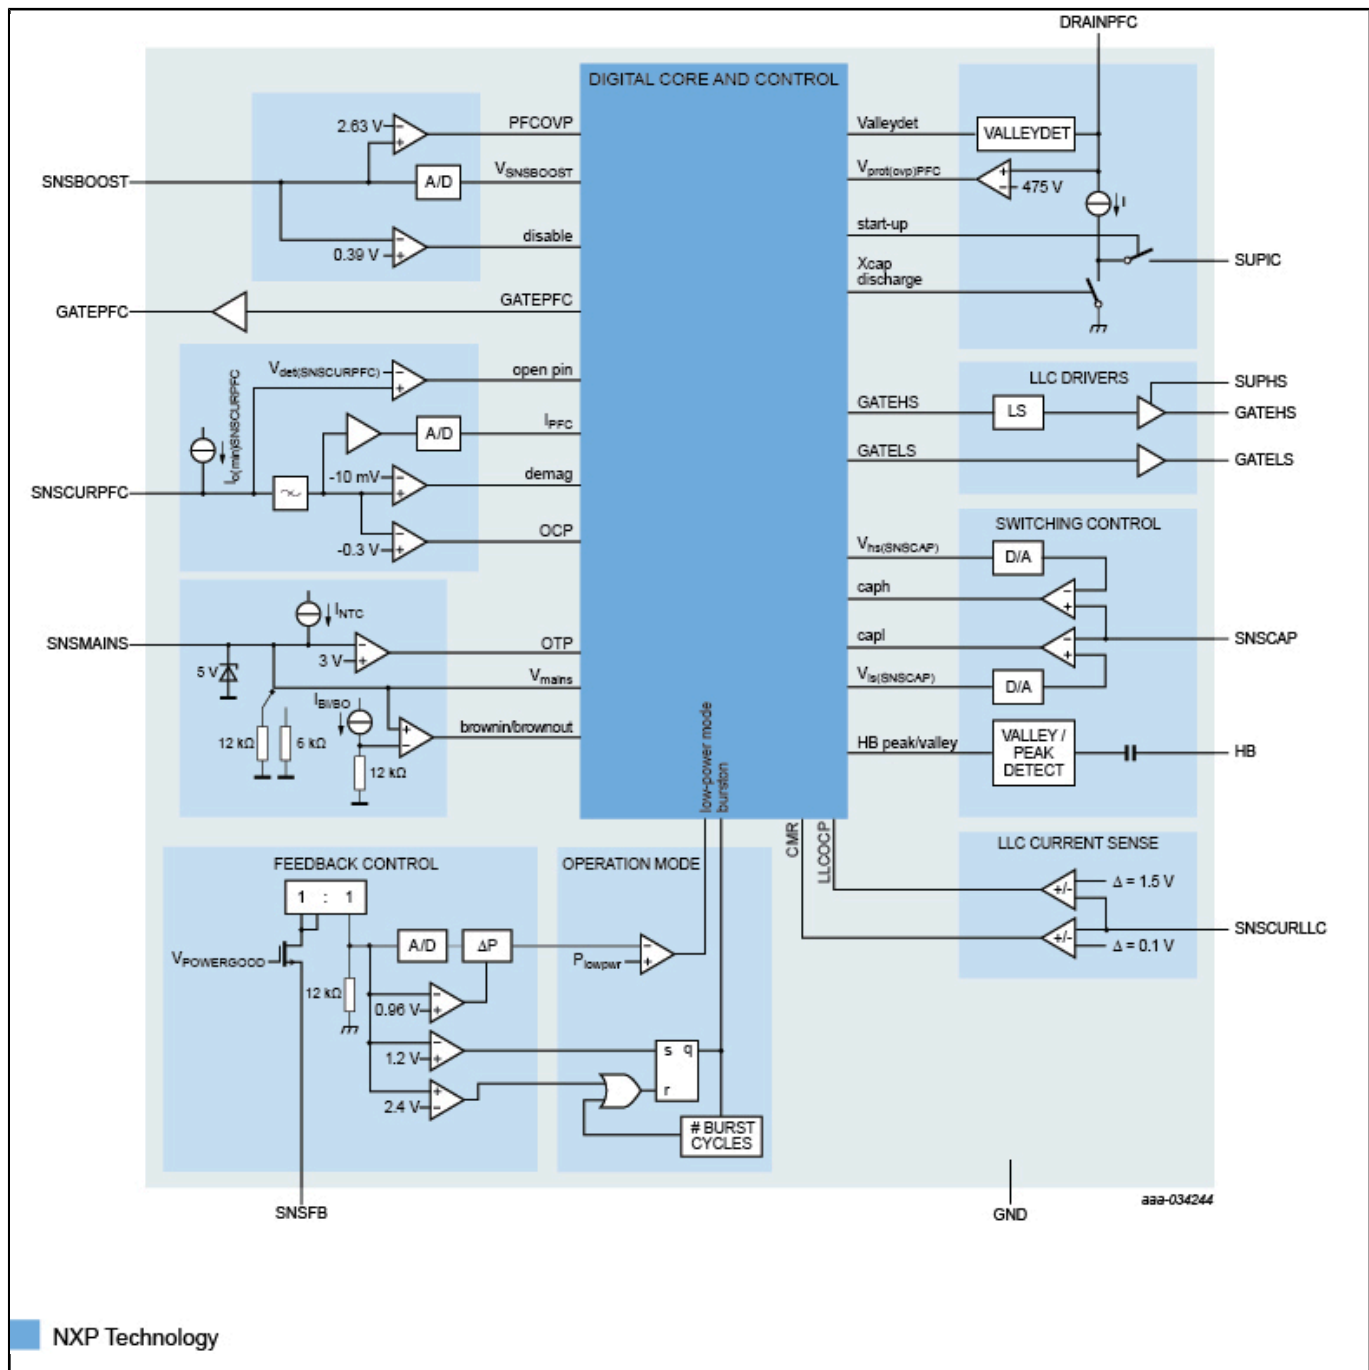 DRAINPFC
DIGITAL CORE AND CONTROL
2.63 V
PFCOVP
SNSBOOST
A/D
VSNSBOOST
0.39 V
disable
GATEPFC
GATEPFC
Valleydet
VALLEYDET
Vprot(ovp)PFC
475 V
I
start-up
SUPIC
Xcap
discharge
Vdet(SNSCURPFC)
open pin
Io(min)SNSCURPFC
A/D
IPFC
-10 mV
demag
SNSCURPFC
-0.3 V
OCP
LLC DRIVERS
SUPHS
GATEHS
LS
GATEHS
GATELS
GATELS
SWITCHING CONTROL
Vhs(SNSCAP)
D/A
caph
capl
SNSCAP
Vls(SNSCAP)
D/A
HB peak/valley
VALLEY /
PEAK
DETECT
HB
INTC
SNSMAINS
OTP
5 V
3 V
Vmains
IBI/BO
brownin/brownout
12 kΩ
6 kΩ
12 kΩ
low-power mode
burston
CMR
LLCOCP
FEEDBACK CONTROL
1 : 1
A/D
ΔP
VPOWERGOOD
12 kΩ
0.96 V
1.2 V
2.4 V
SNSFB
OPERATION MODE
Plowpwr
s q
r
# BURST
CYCLES
LLC CURRENT SENSE
+/-
Δ = 1.5 V
SNSCURLLC
+/-
Δ = 0.1 V
GND
aaa-034244
NXP Technology